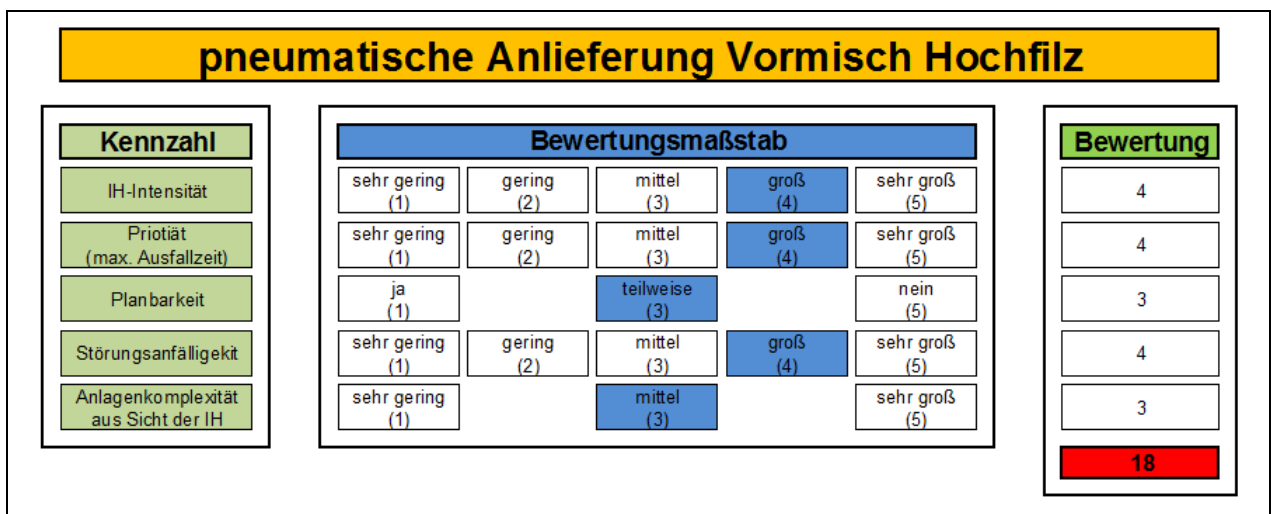 pneumatische Anlieferung Vormisch Hochfilz
Kennzahl
Bewertungsmaßstab
Bewertung
IH-Intensität
sehr gering
(1)
gering
(2)
mittel
(3)
groß
(4)
sehr groß
(5)
4
Priotiät
(max. Ausfallzeit)
sehr gering
(1)
gering
(2)
mittel
(3)
groß
(4)
sehr groß
(5)
4
Planbarkeit
ja
(1)
teilweise
(3)
nein
(5)
3
Störungsanfälligekit
sehr gering
(1)
gering
(2)
mittel
(3)
groß
(4)
sehr groß
(5)
4
Anlagenkomplexität
aus Sicht der IH
sehr gering
(1)
mittel
(3)
sehr groß
(5)
3
18